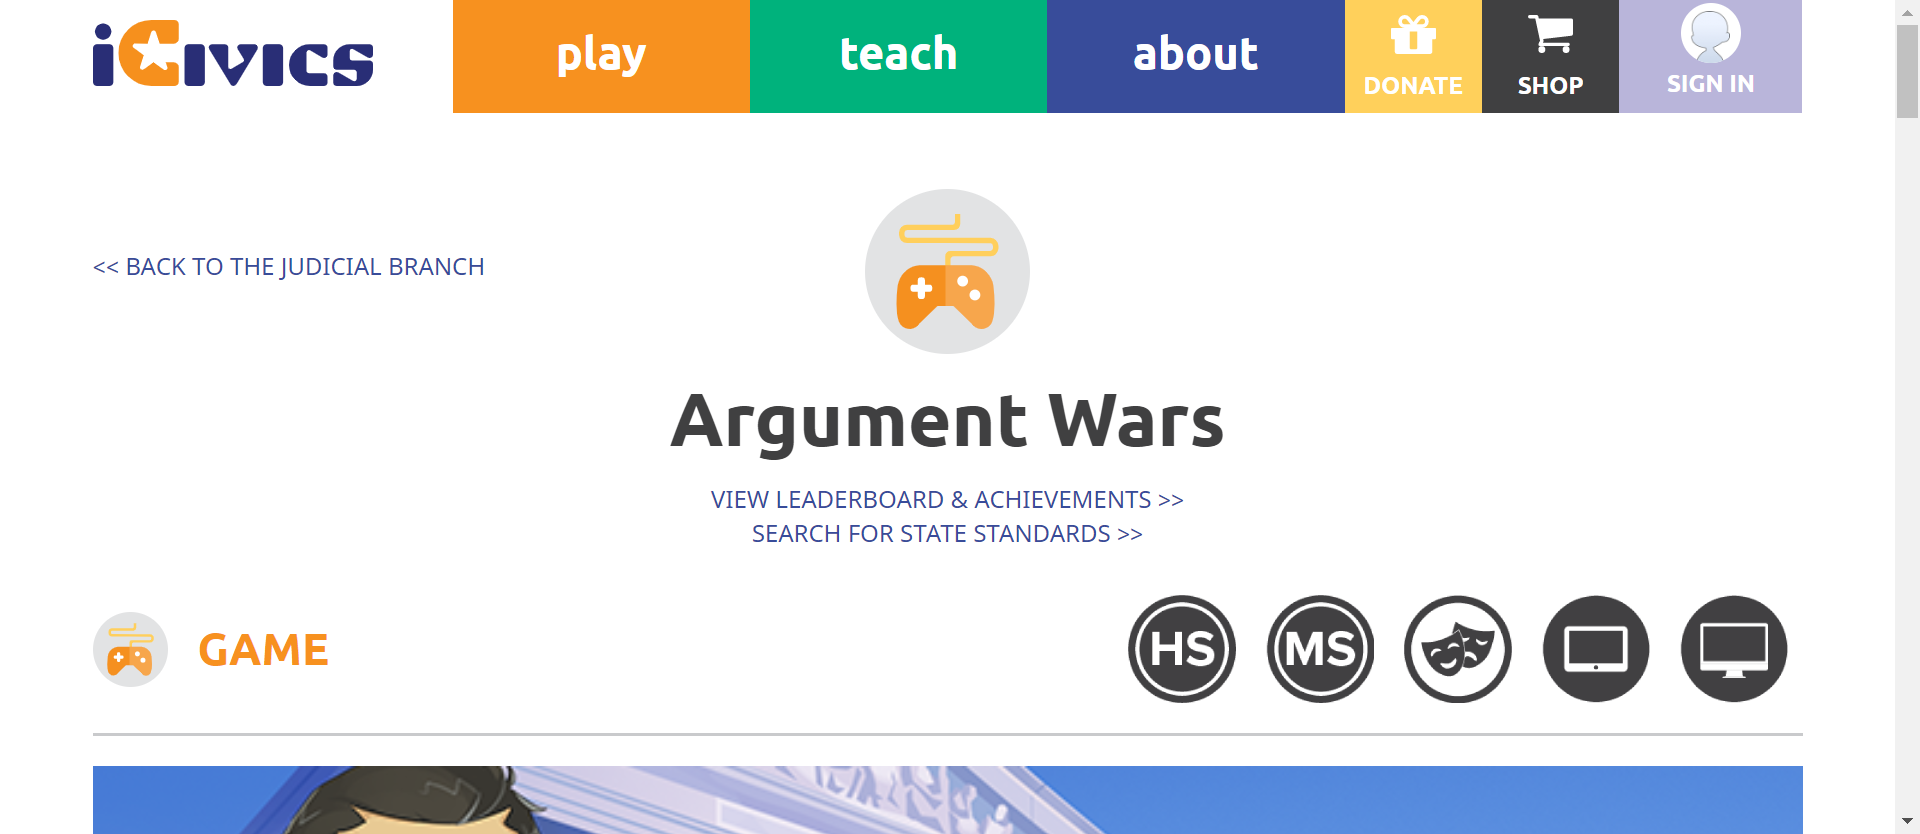 iCivics
play
teach
about
DONATE
SHOP
SIGN IN
<< BACK TO THE JUDICIAL BRANCH
Argument Wars
VIEW LEADERBOARD & ACHIEVEMENTS >>
SEARCH FOR STATE STANDARDS >>
GAME
HS
MS